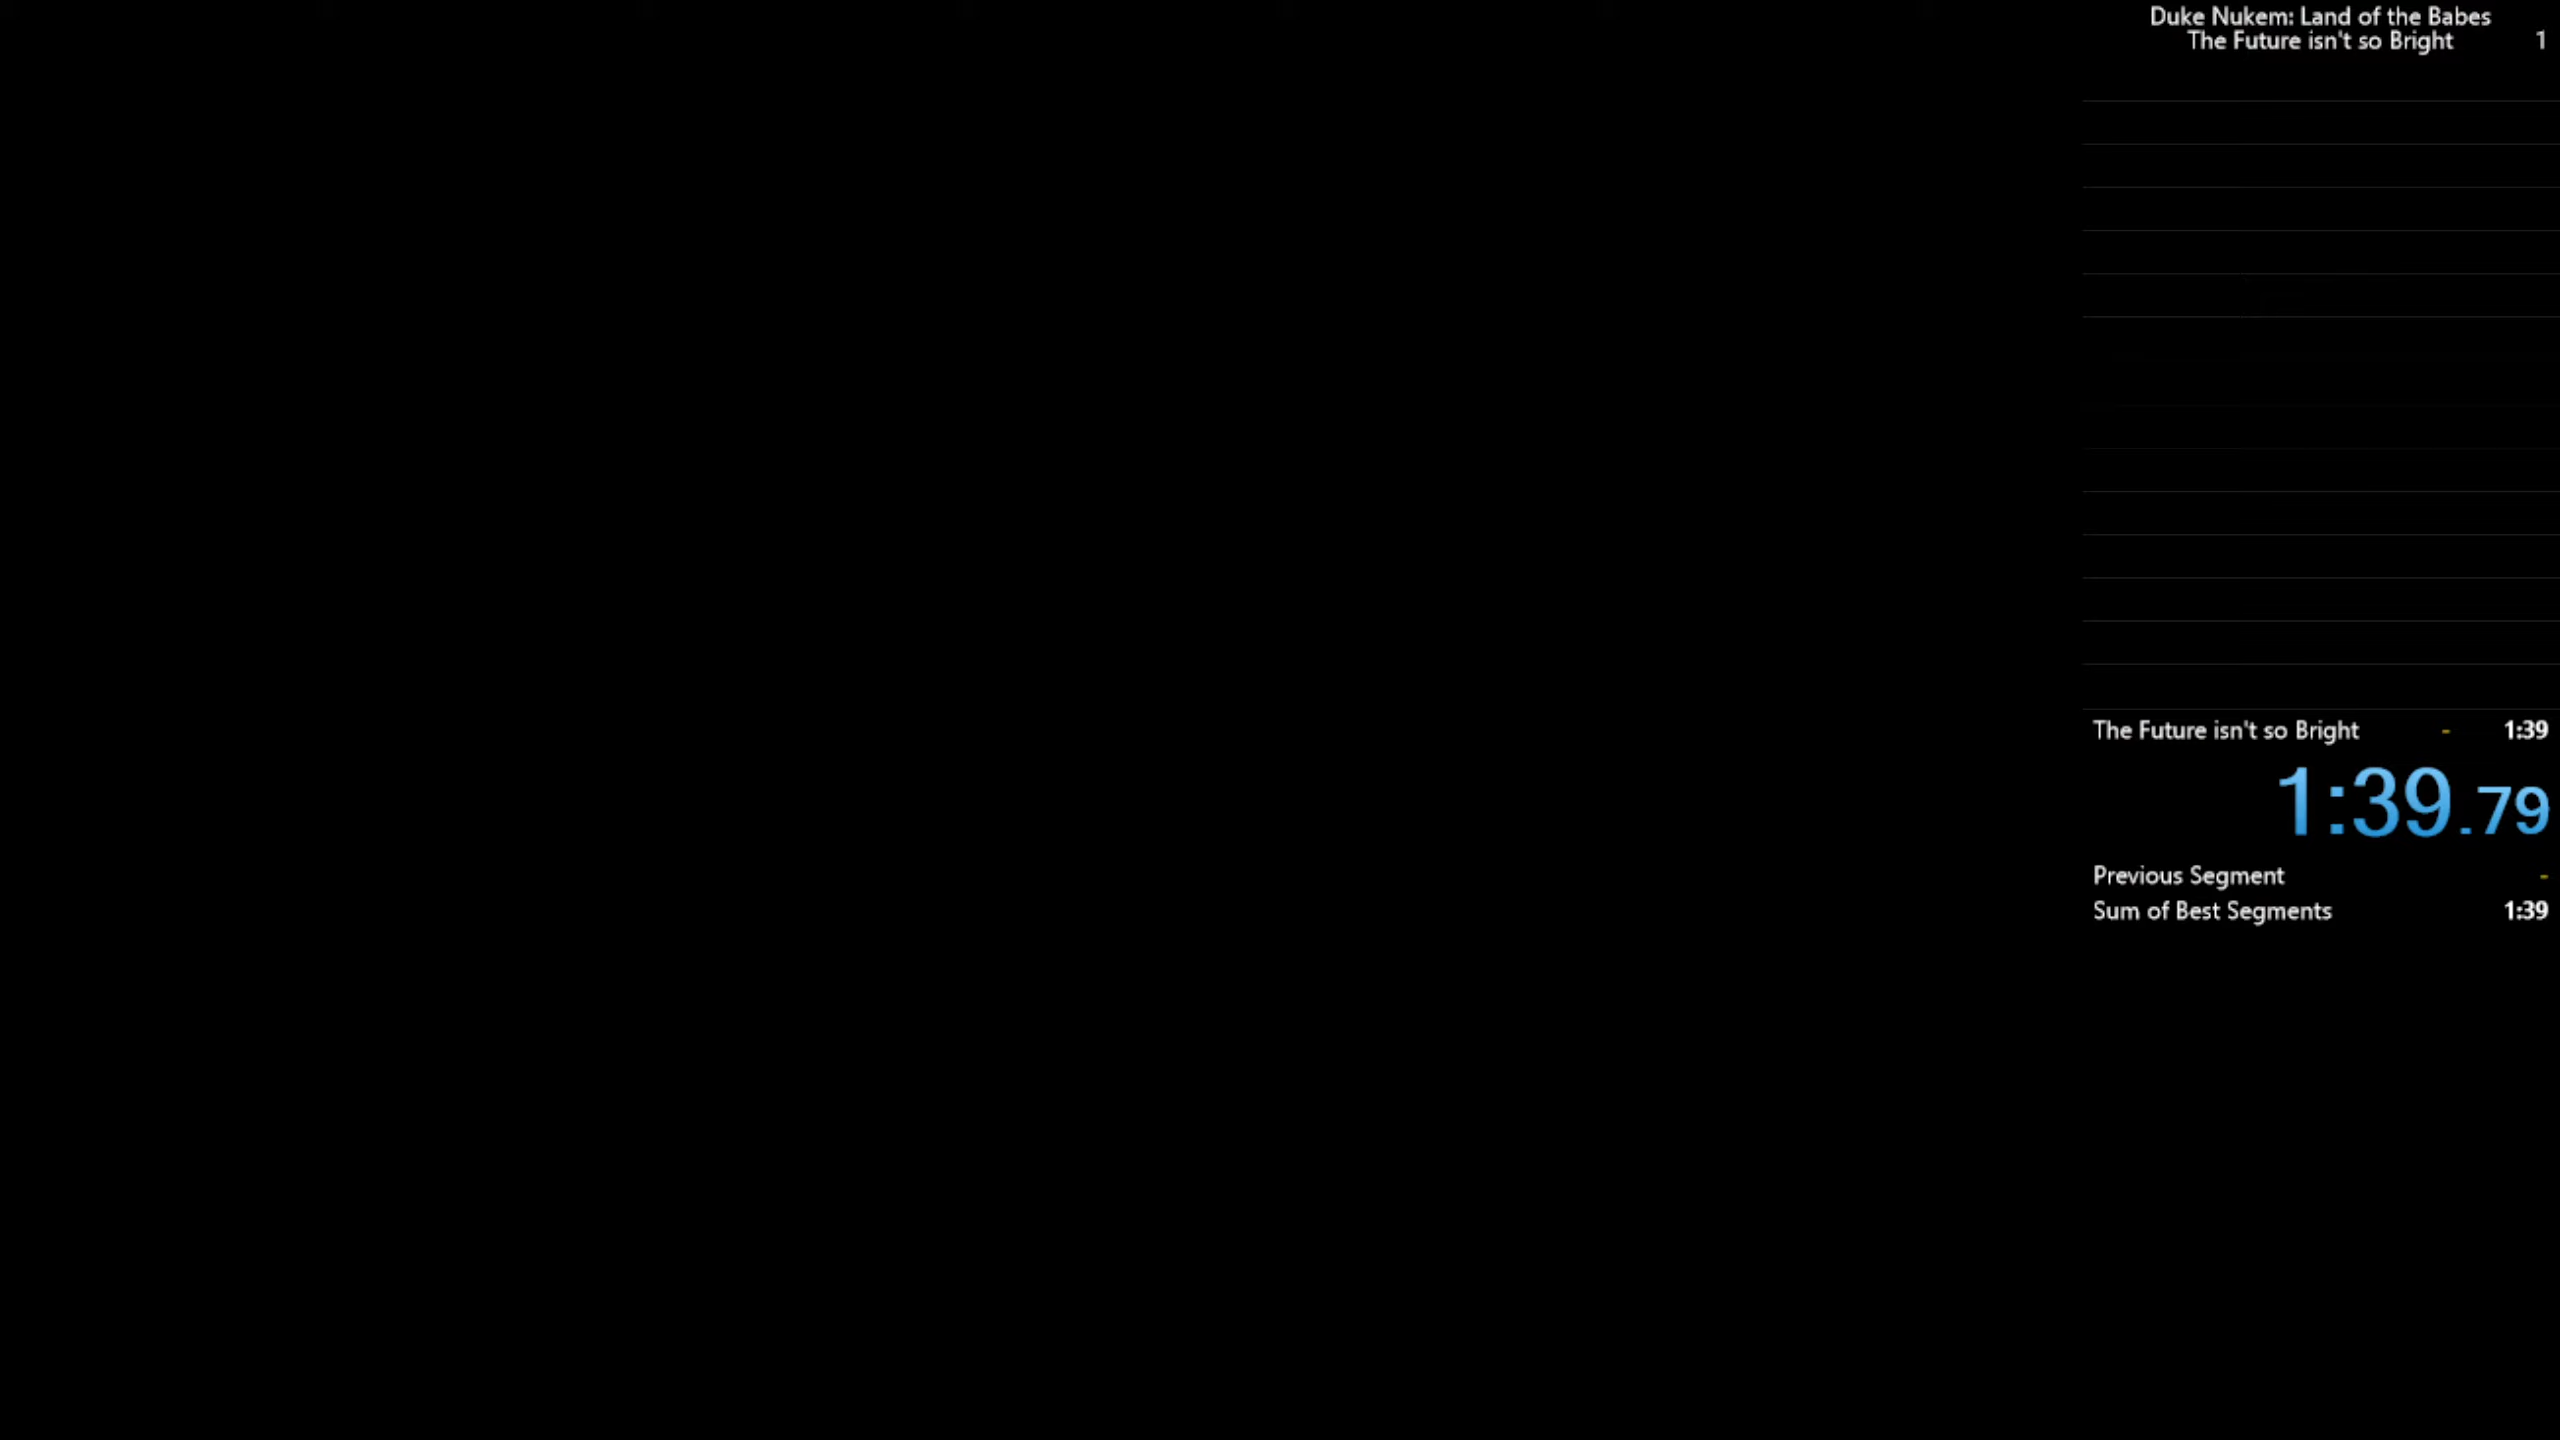 Duke Nukem: Land of the Babes
The Future isn't so Bright 1
The Future isn't so Bright - 1:39
1:39.79
Previous Segment -
Sum of Best Segments 1:39